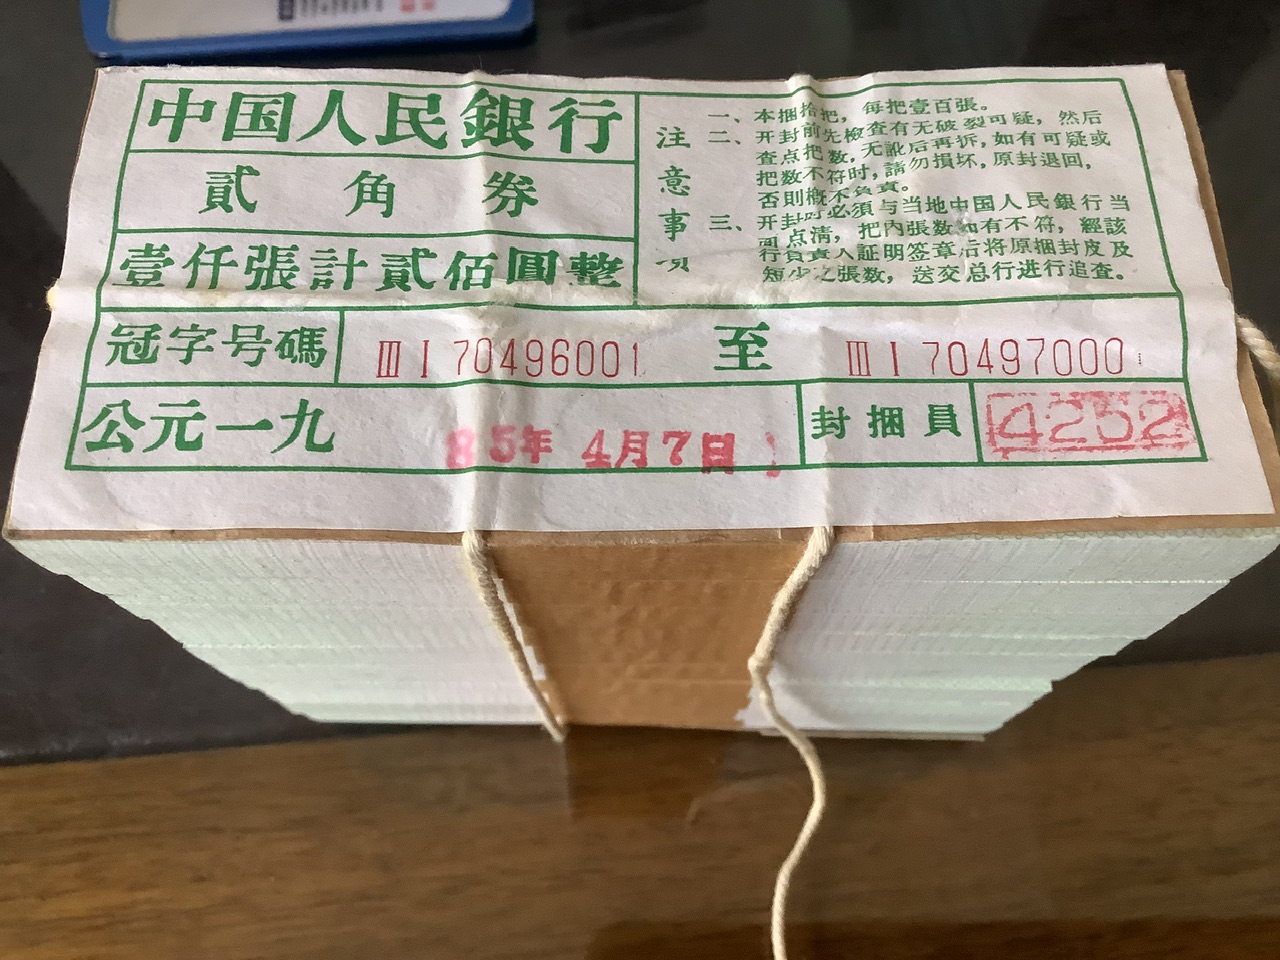 中国人民銀行
貳角券
壹仟張計貳佰圓整
注意事項
一、本捆拾把，每把壹百張。
二、开封前先檢查有无破裂可疑，然后
查点把数，无訛后再拆，如有可疑或
把数不符时，請勿損坏，原封退回，
否則概不負責。
三、开封时必須与当地中国人民銀行当
面点淸，把内張数如有不符，經該
行負責人証明签章后将原捆封皮及
短少之張数，送交总行进行追查。
冠字号碼 ⅢⅠ70496001 至 ⅢⅠ70497000
公元一九85年4月7日
封捆員 4252